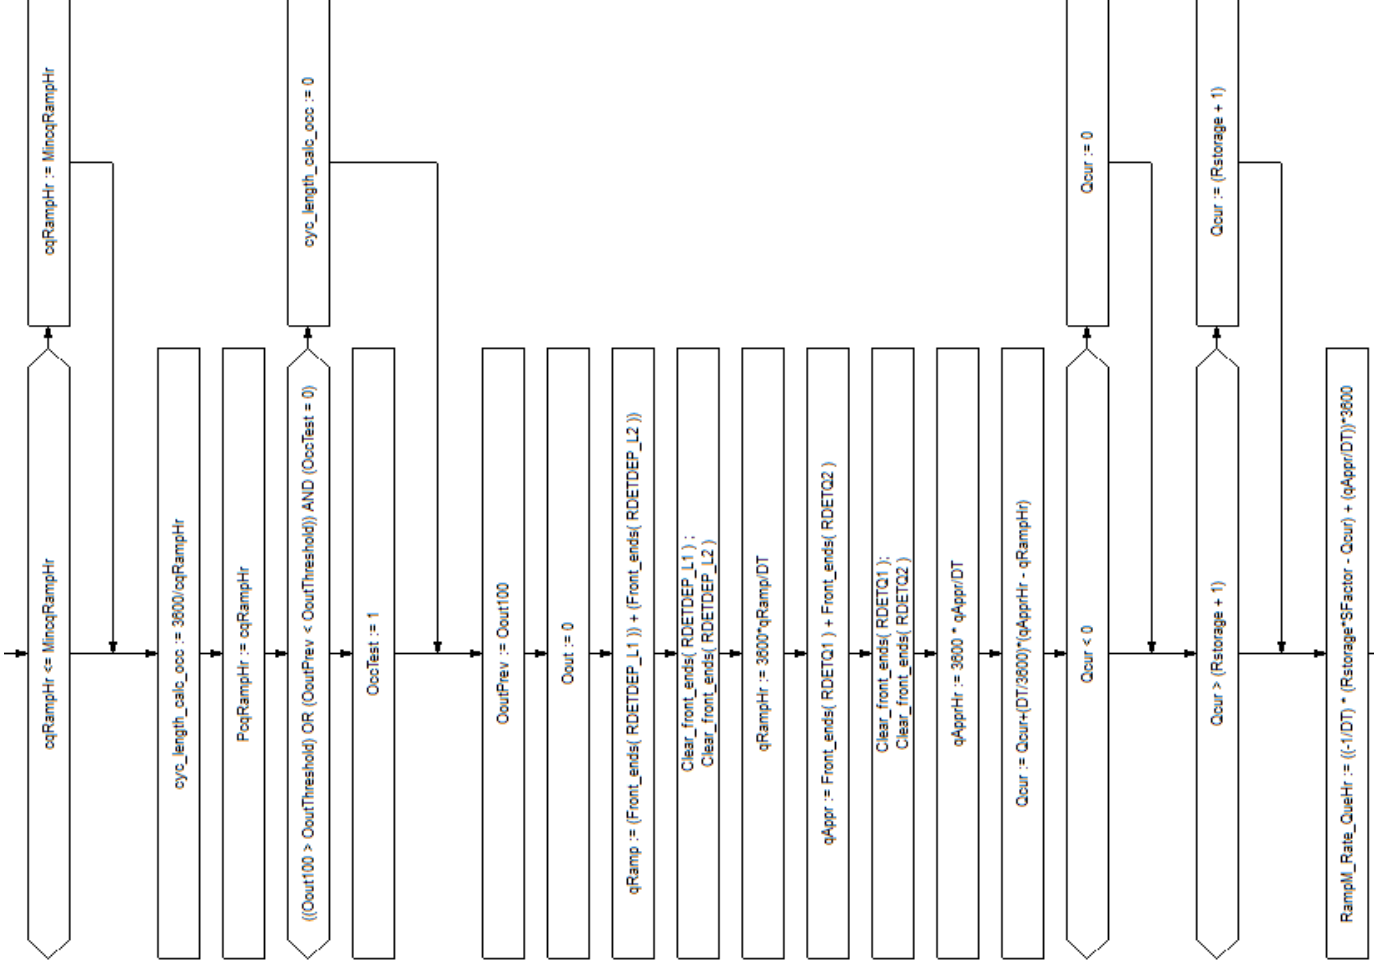 cqRampHr <= MincqRampHr
cqRampHr := MincqRampHr
cyc_length_calc_occ := 3600/cqRampHr
PcqRampHr := cqRampHr
((Oout100 > OoutThreshold) OR (OoutPrev < OoutThreshold)) AND (OccTest = 0)
cyc_length_calc_occ := 0
OccTest := 1
OoutPrev := Oout100
Oout := 0
qRamp := (Front_ends( RDETDEP_L1 )) + (Front_ends( RDETDEP_L2 ))
Clear_front_ends( RDETDEP_L1 ) ;
Clear_front_ends( RDETDEP_L2 )
qRampHr := 3600*qRamp/DT
qAppr := Front_ends( RDETQ1 ) + Front_ends( RDETQ2 )
Clear_front_ends( RDETQ1 );
Clear_front_ends( RDETQ2 )
qApprHr := 3600 * qAppr/DT
Qcur := Qcur+(DT/3600)*(qApprHr - qRampHr)
Qcur < 0
Qcur := 0
Qcur > (Rstorage + 1)
Qcur := (Rstorage + 1)
RampM_Rate_QueHr := ((-1/DT) * (Rstorage*SFactor - Qcur) + (qAppr/DT))*3600